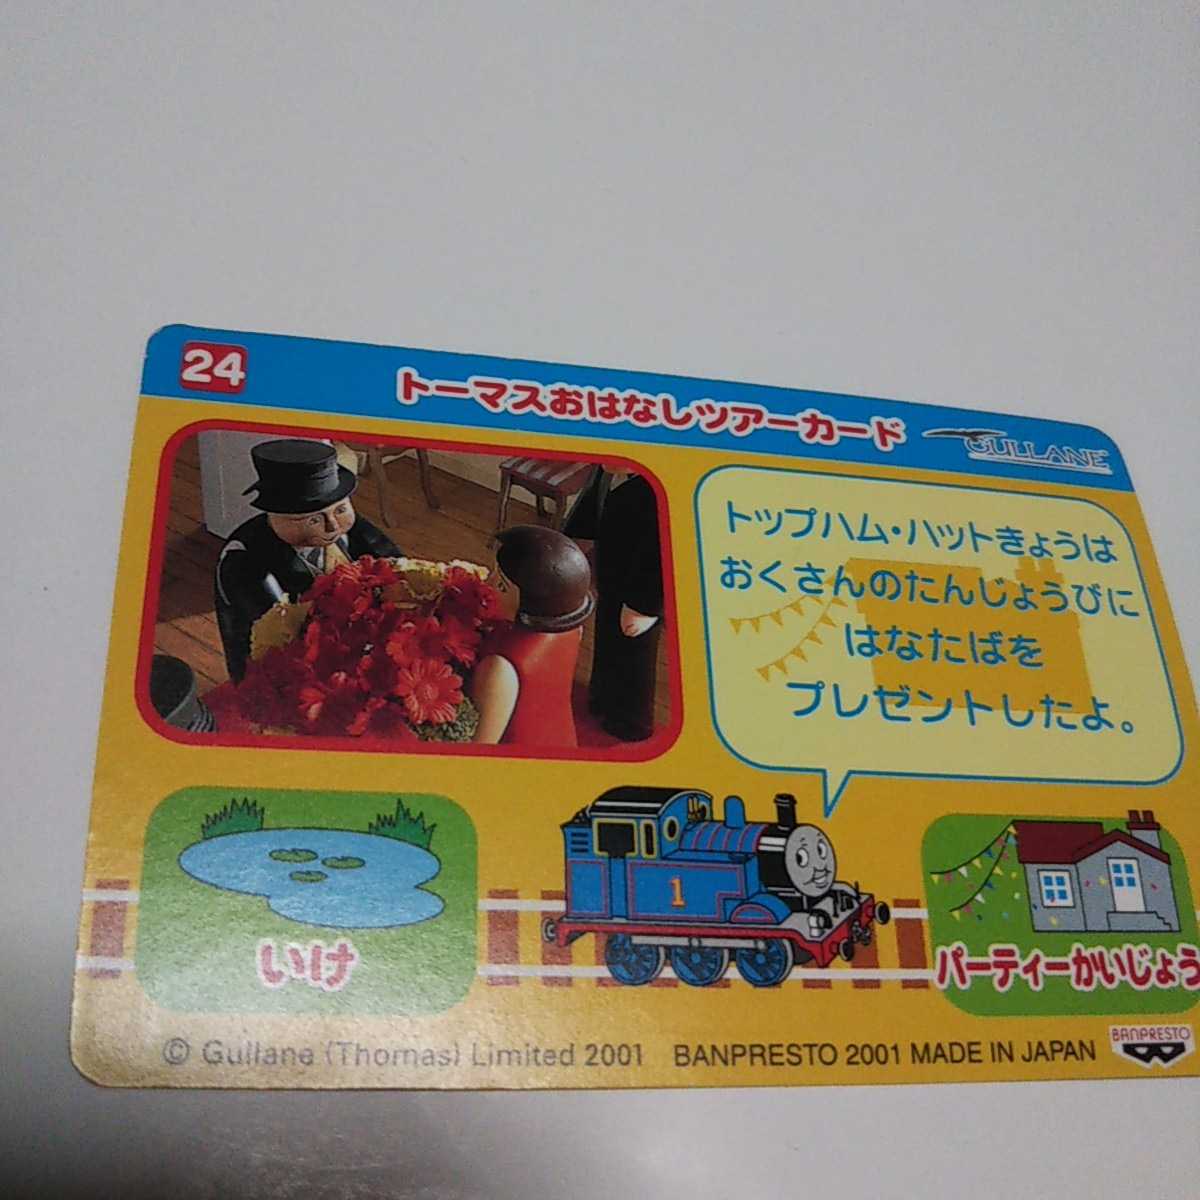 24
トーマスおはなしツアーカード
GULLANE
トップハム・ハットきょうは
おくさんのたんじょうびに
はなたばを
プレゼントしたよ。
1
いけ
パーティーかいじょう
© Gullane (Thomas) Limited 2001 BANPRESTO 2001 MADE IN JAPAN
BANPRESTO